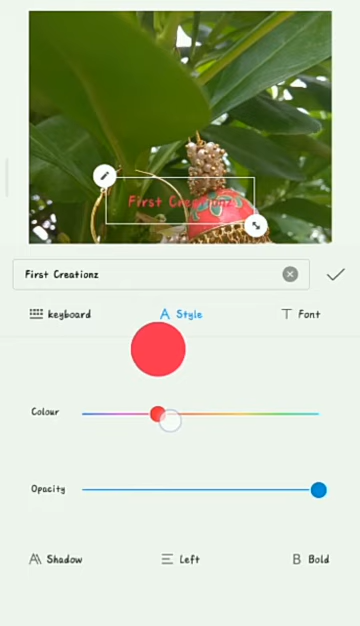 First Creationz
First Creationz
keyboard
Style
Font
Colour
Opacity
Shadow
Left
Bold